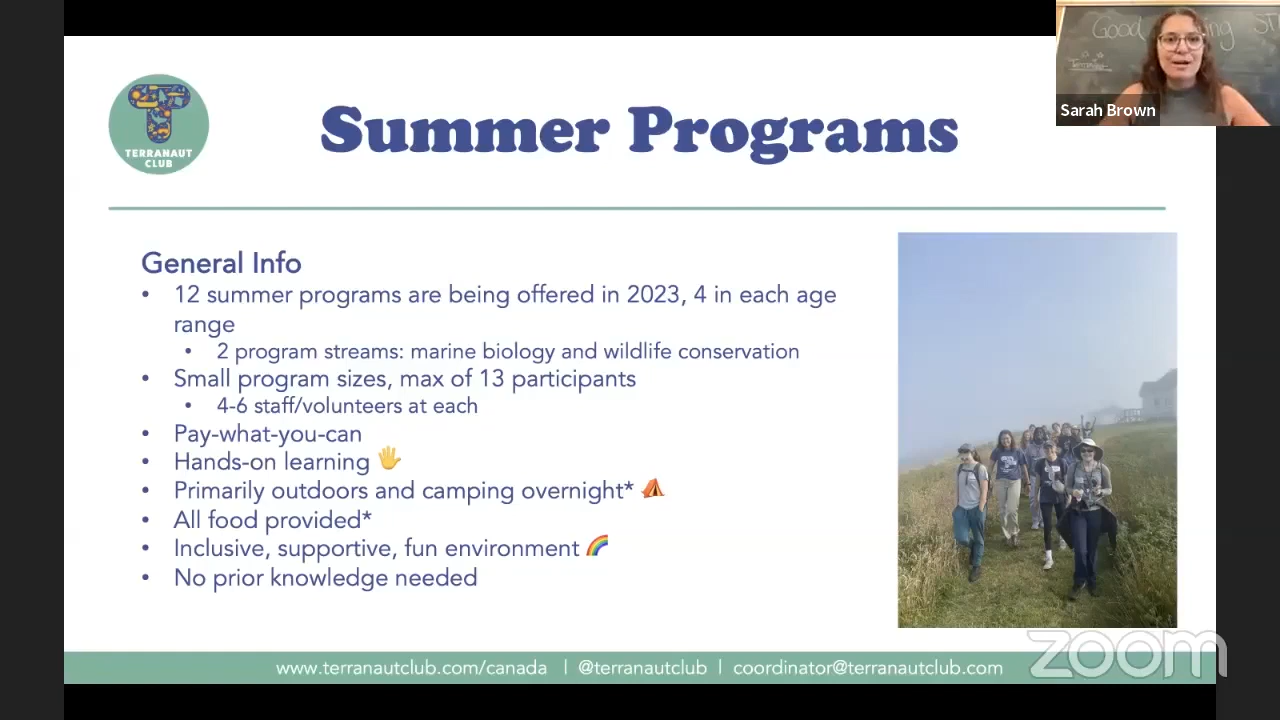 Good
Terranaut
Sarah Brown
TERRANAUT
CLUB
Summer Programs
General Info
• 12 summer programs are being offered in 2023, 4 in each age
range
• 2 program streams: marine biology and wildlife conservation
• Small program sizes, max of 13 participants
• 4-6 staff/volunteers at each
• Pay-what-you-can
• Hands-on learning 🖐
• Primarily outdoors and camping overnight* ⛺
• All food provided*
• Inclusive, supportive, fun environment 🌈
• No prior knowledge needed
www.terranautclub.com/canada | @terranautclub | coordinator@terranautclub.com
zoom